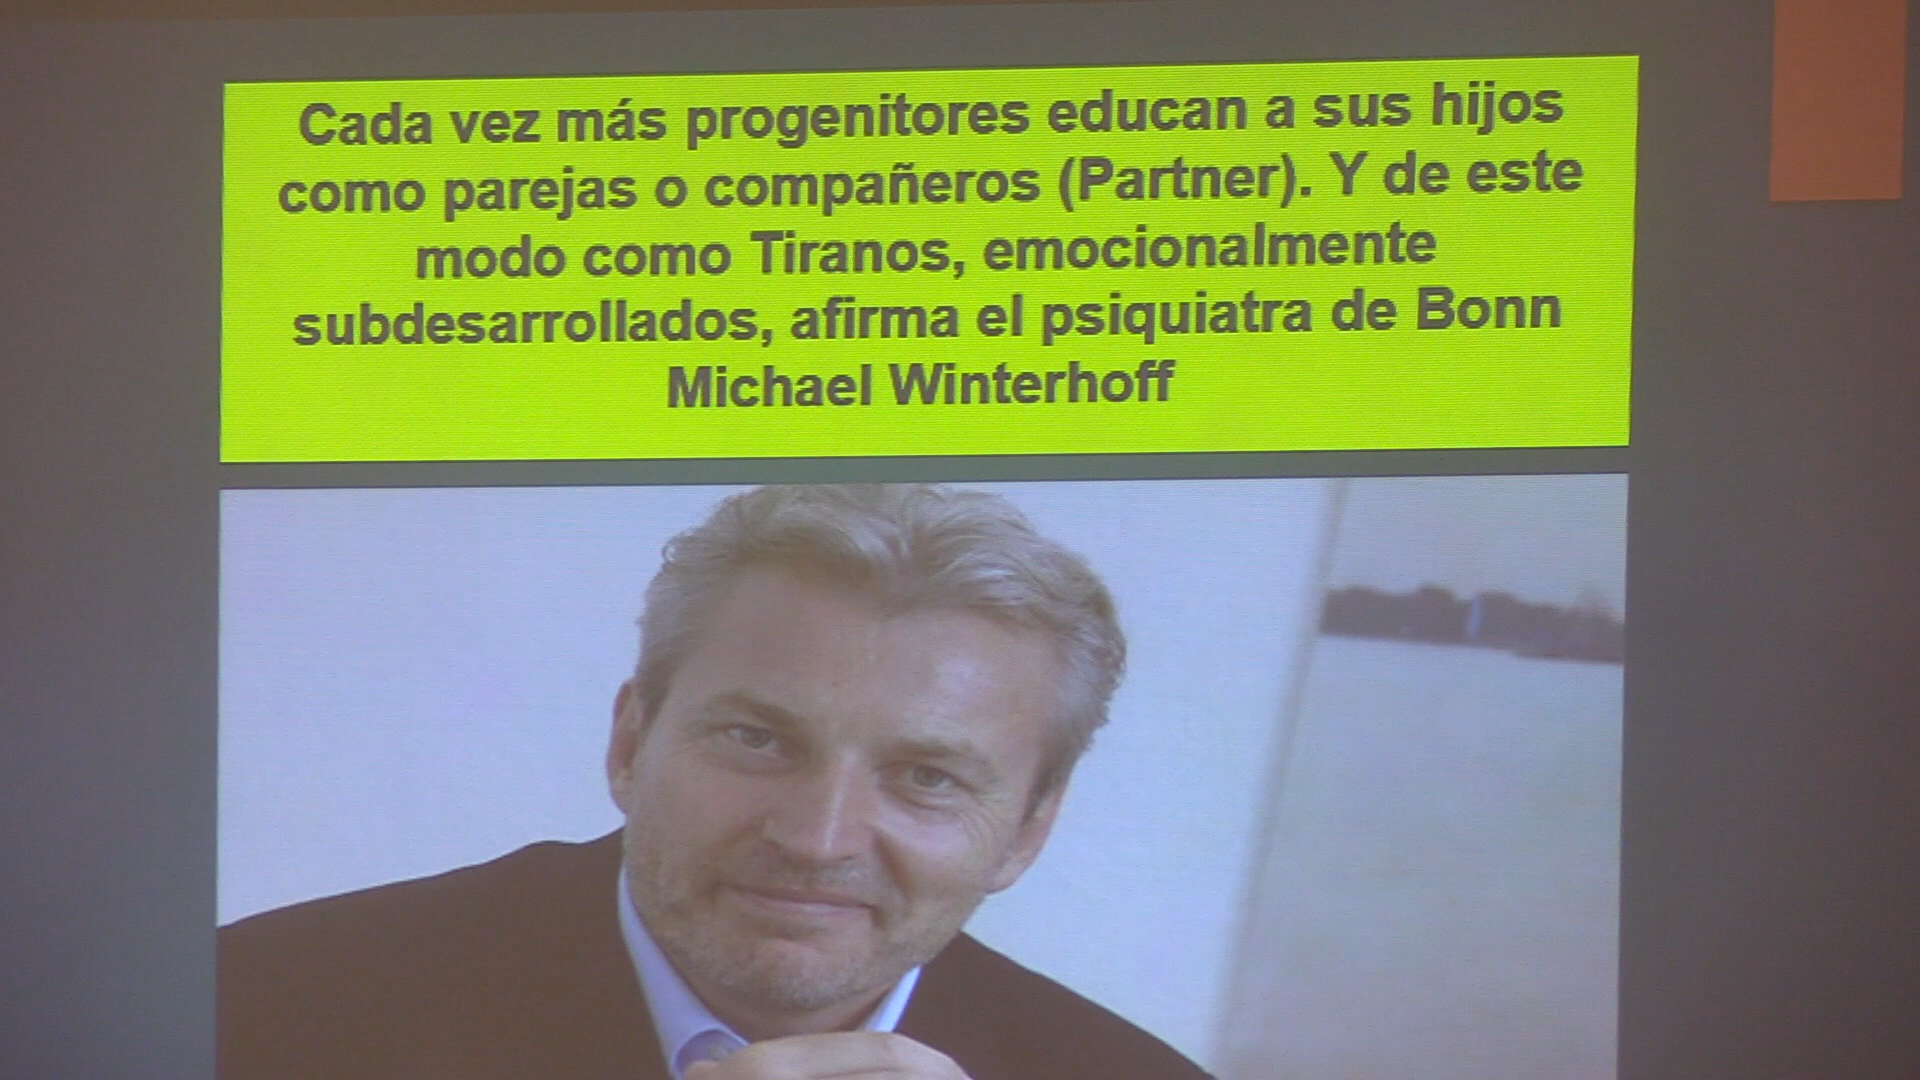 Cada vez más progenitores educan a sus hijos
como parejas o compañeros (Partner). Y de este
modo como Tiranos, emocionalmente
subdesarrollados, afirma el psiquiatra de Bonn
Michael Winterhoff